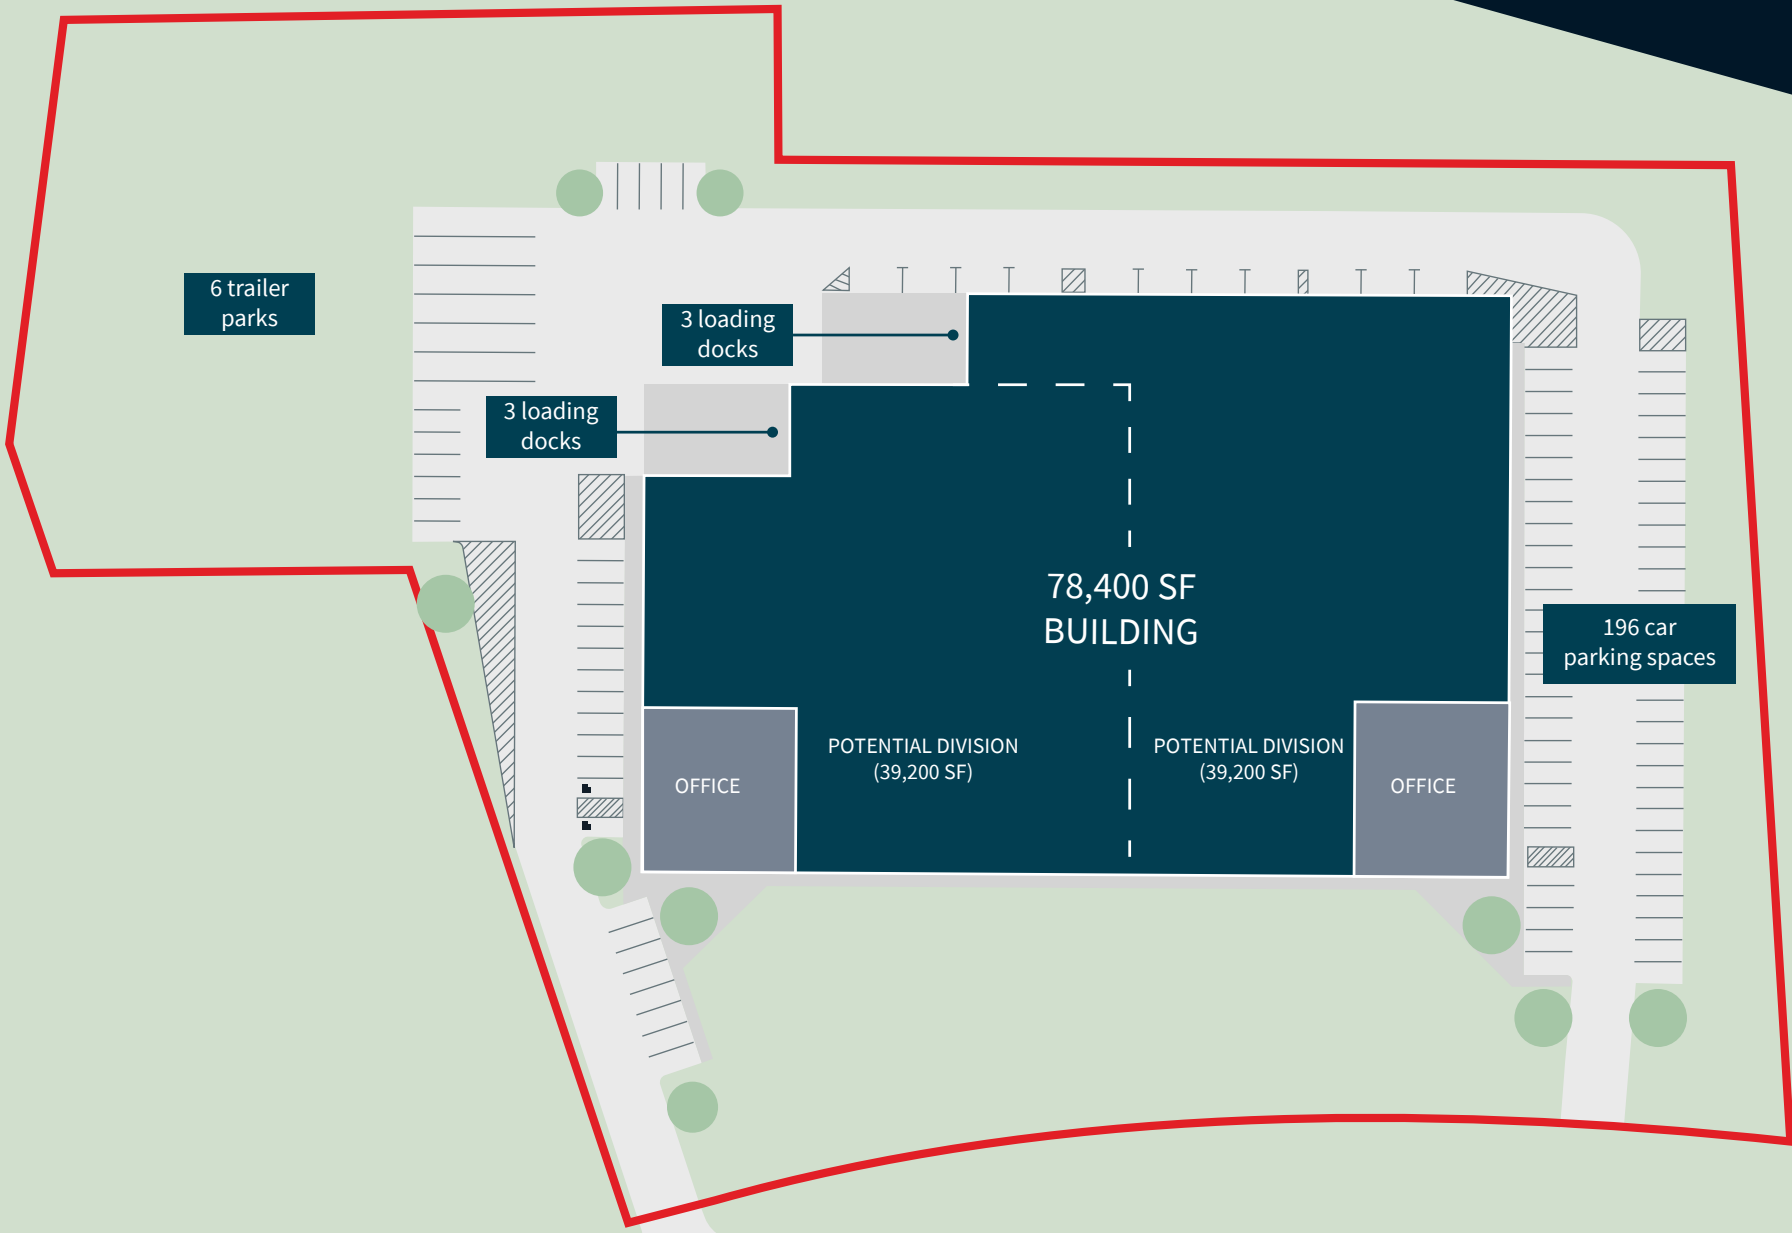 6 trailer
parks
3 loading
docks
3 loading
docks
78,400 SF
BUILDING
196 car
parking spaces
POTENTIAL DIVISION
(39,200 SF)
POTENTIAL DIVISION
(39,200 SF)
OFFICE
OFFICE